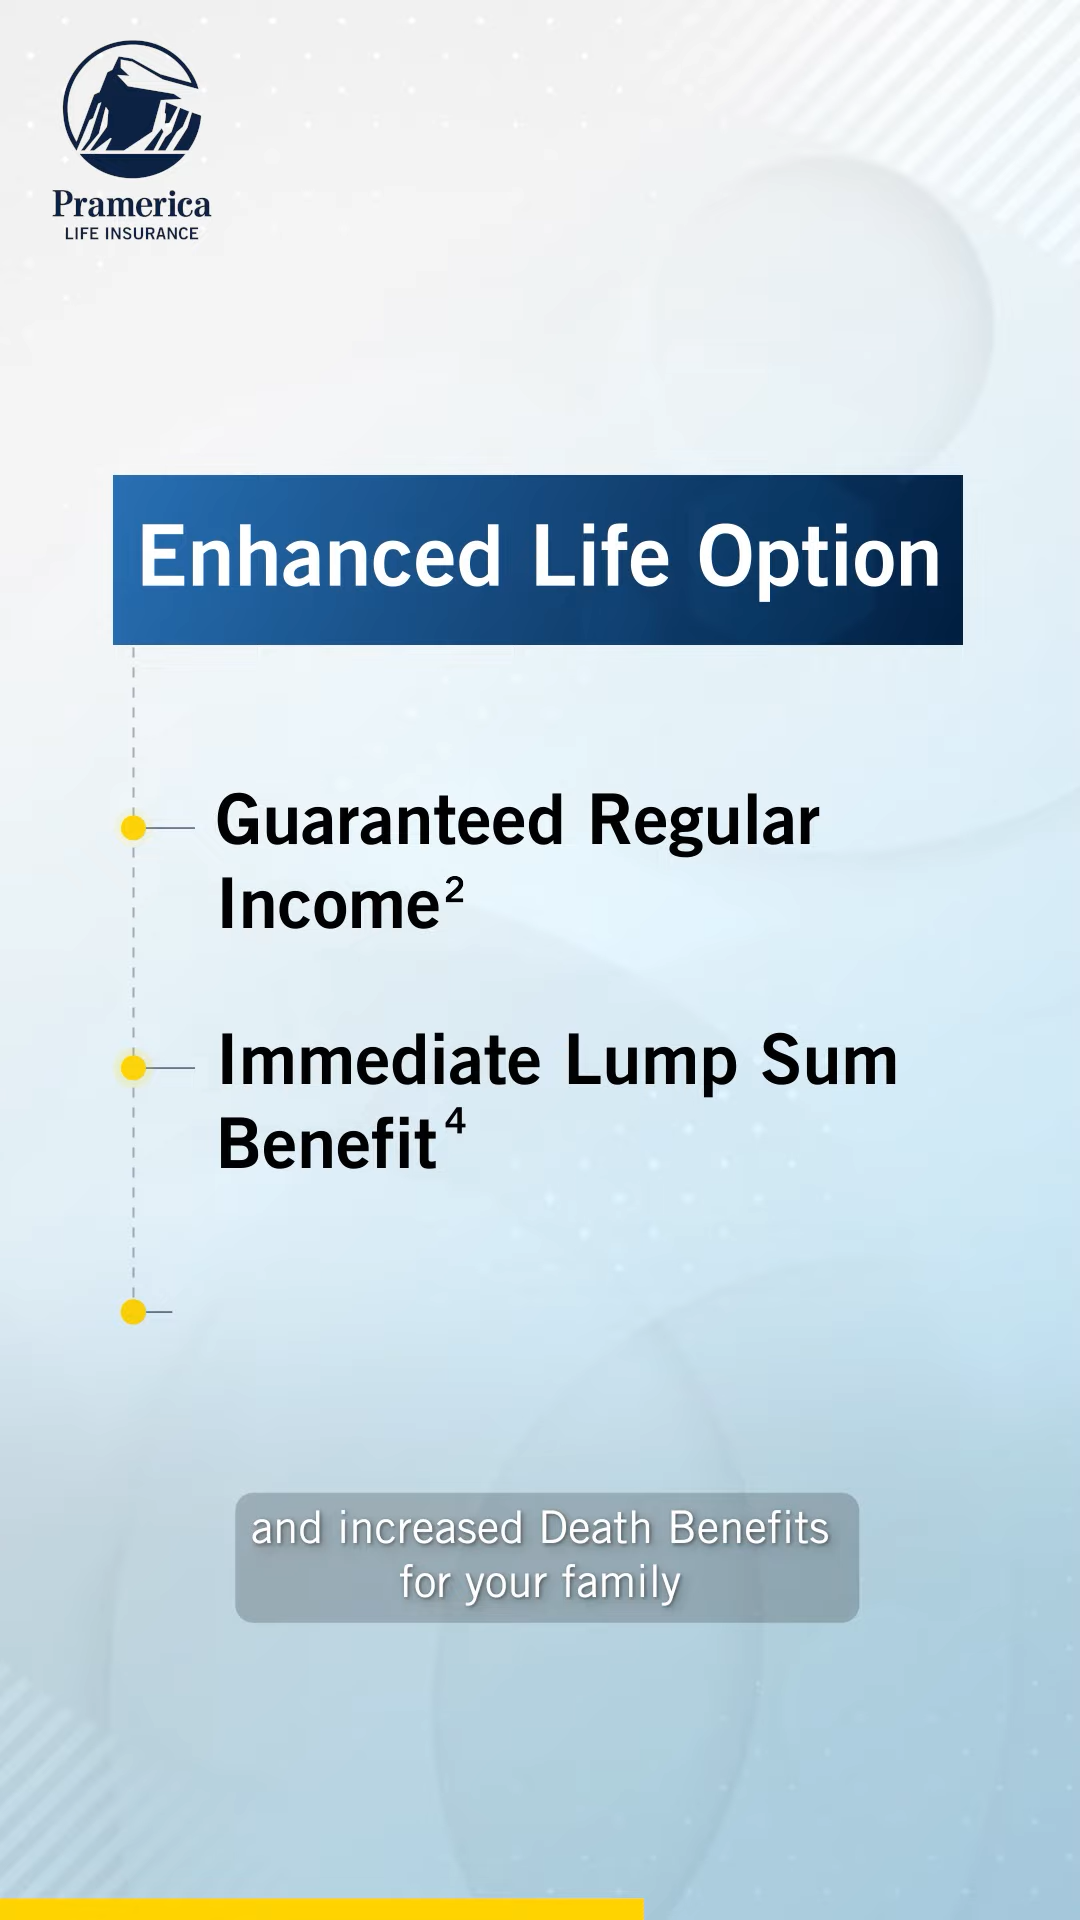 Pramerica
LIFE INSURANCE
Enhanced Life Option
Guaranteed Regular
Income²
Immediate Lump Sum
Benefit⁴
and increased Death Benefits
for your family